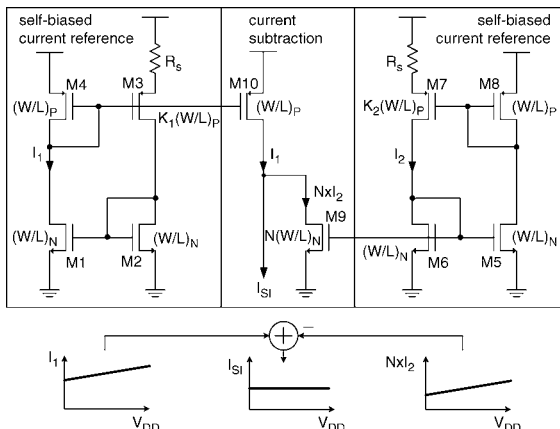 self-biased
current reference
current
subtraction
self-biased
current reference
Rs
Rs
M4
M3
M10
M7
M8
(W/L)P
K1(W/L)P
(W/L)P
K2(W/L)P
(W/L)P
I1
I1
I2
NxI2
M9
(W/L)N
(W/L)N
N(W/L)N
(W/L)N
(W/L)N
M1
M2
ISI
M6
M5
+
−
I1
VDD
ISI
VDD
NxI2
VDD